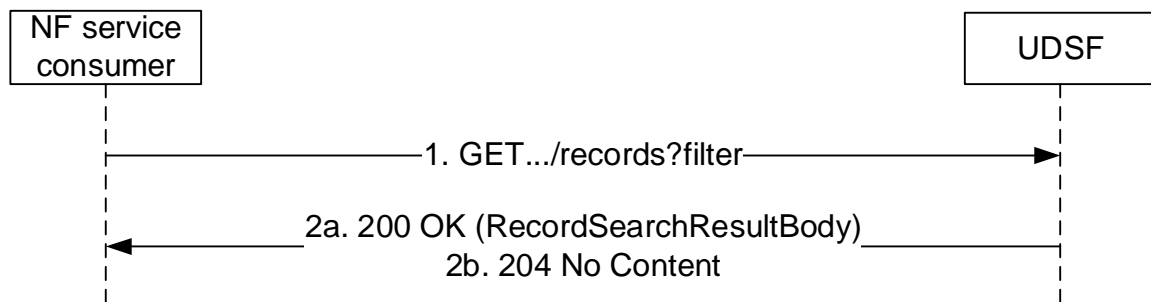 NF service
consumer
UDSF
1. GET.../records?filter
2a. 200 OK (RecordSearchResultBody)
2b. 204 No Content